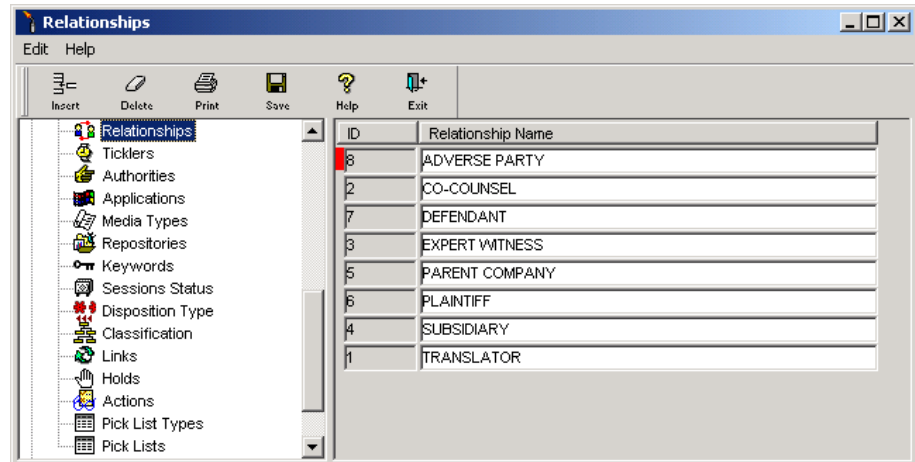 Relationships
Edit Help
Insert Delete Print Save Help Exit
Relationships
Ticklers
Authorities
Applications
Media Types
Repositories
Keywords
Sessions Status
Disposition Type
Classification
Links
Holds
Actions
Pick List Types
Pick Lists
ID Relationship Name
8 ADVERSE PARTY
2 CO-COUNSEL
7 DEFENDANT
3 EXPERT WITNESS
5 PARENT COMPANY
6 PLAINTIFF
4 SUBSIDIARY
1 TRANSLATOR